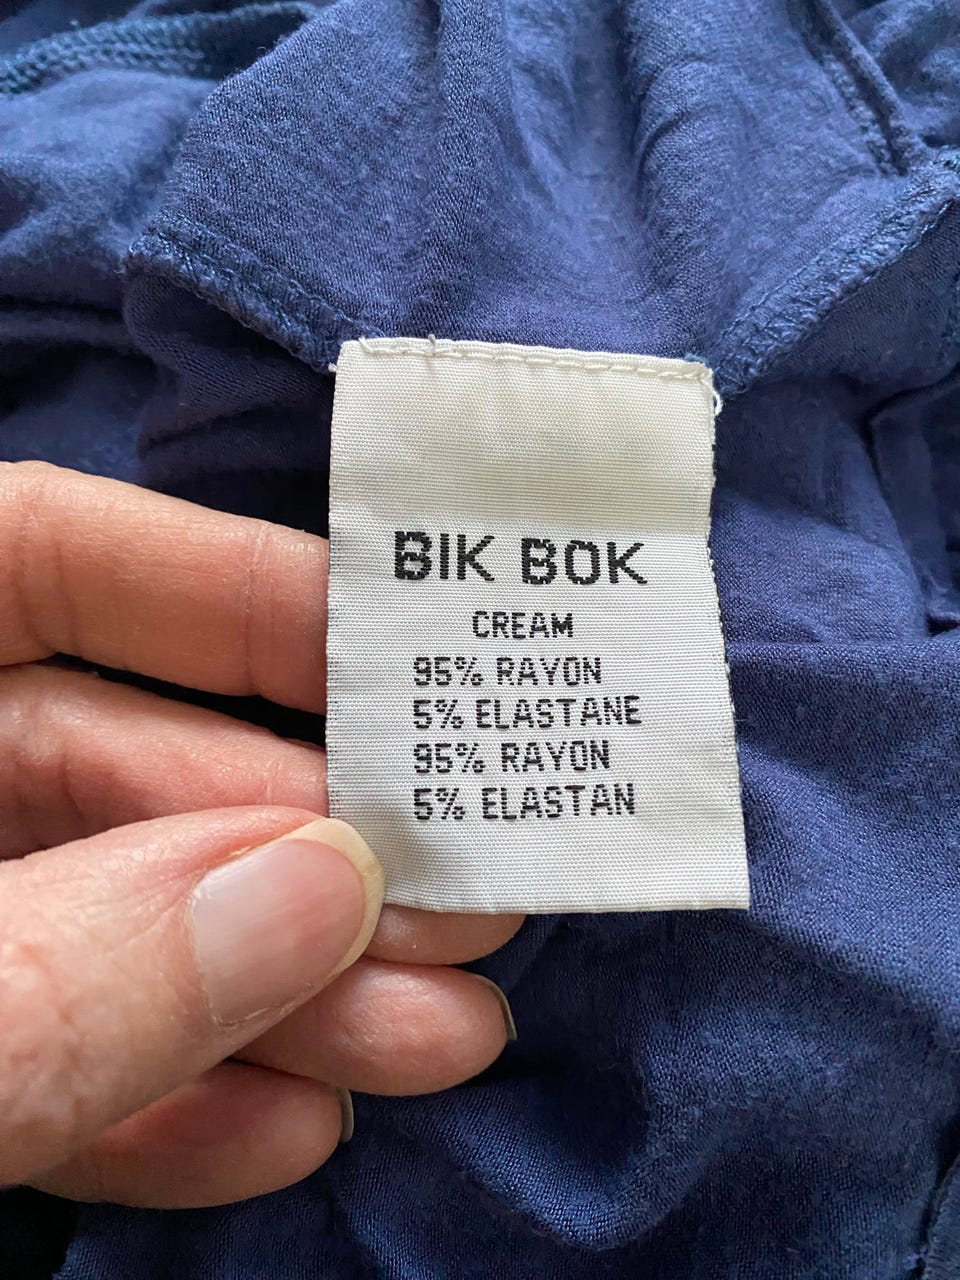 BIK BOK
CREAM
95% RAYON
5% ELASTANE
95% RAYON
5% ELASTAN